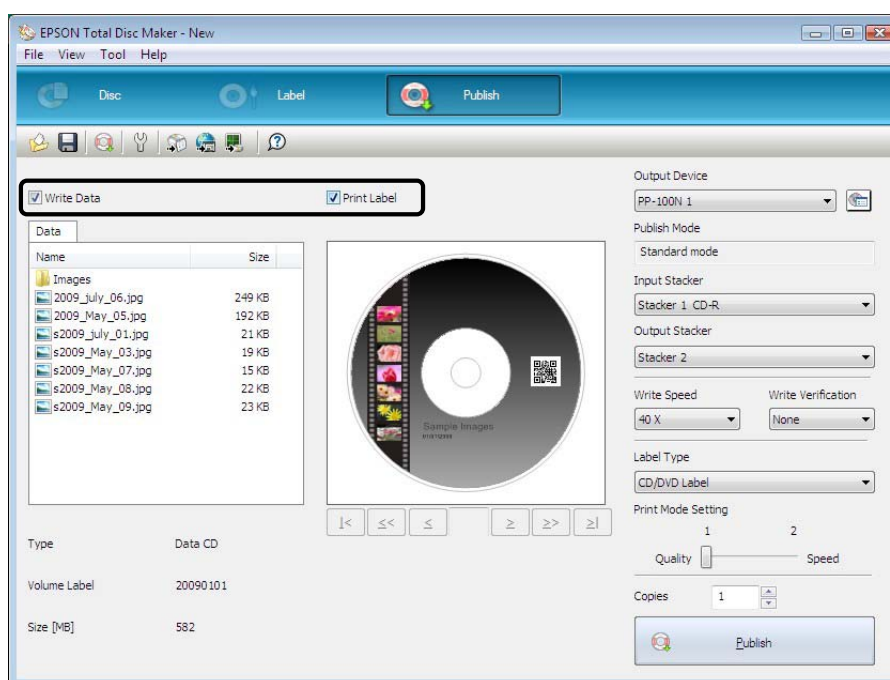 EPSON Total Disc Maker - New
File View Tool Help
Disc
Label
Publish
Write Data
Print Label
Data
Name Size
Images
2009_july_06.jpg 249 KB
2009_May_05.jpg 192 KB
s2009_july_01.jpg 21 KB
s2009_May_03.jpg 19 KB
s2009_May_07.jpg 15 KB
s2009_May_08.jpg 22 KB
s2009_May_09.jpg 23 KB
Sample Images
|< << < > >> >|
Type Data CD
Volume Label 20090101
Size [MB] 582
Output Device
PP-100N 1
Publish Mode
Standard mode
Input Stacker
Stacker 1 CD-R
Output Stacker
Stacker 2
Write Speed Write Verification
40 X None
Label Type
CD/DVD Label
Print Mode Setting
1 2
Quality Speed
Copies 1
Publish